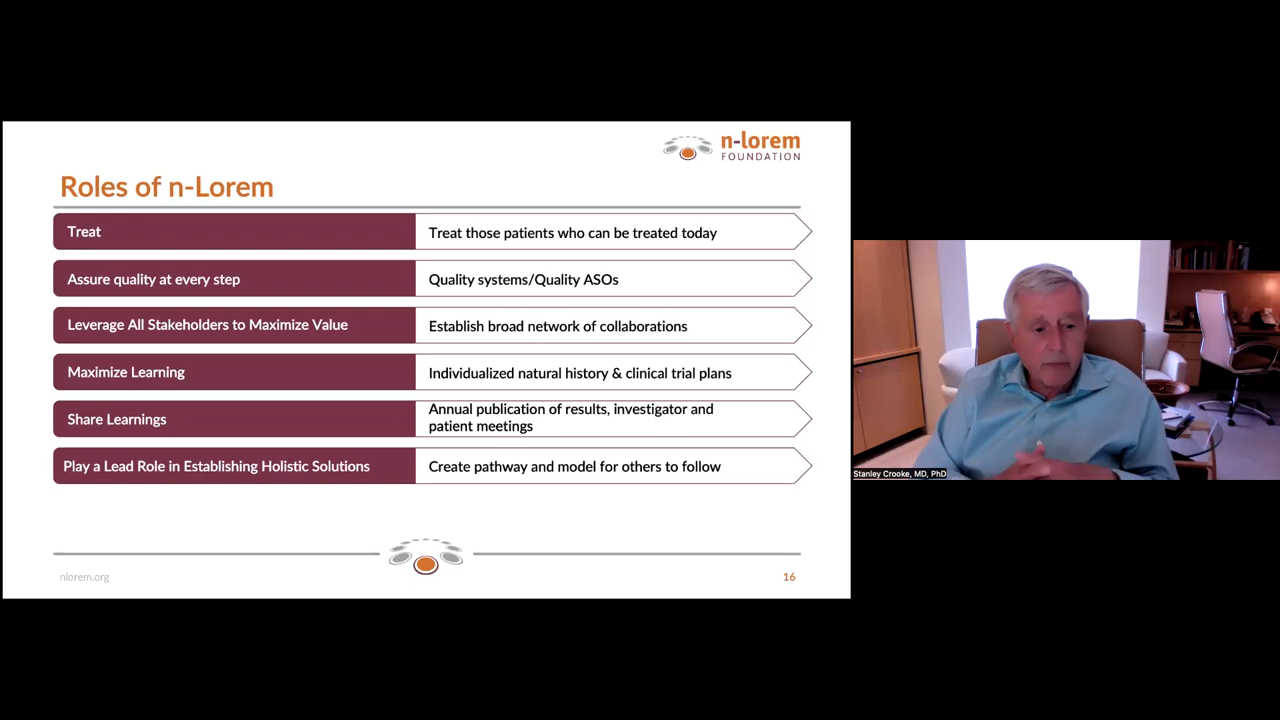 n-lorem
FOUNDATION
Roles of n-Lorem
Treat
Treat those patients who can be treated today
Assure quality at every step
Quality systems/Quality ASOs
Leverage All Stakeholders to Maximize Value
Establish broad network of collaborations
Maximize Learning
Individualized natural history & clinical trial plans
Share Learnings
Annual publication of results, investigator and
patient meetings
Play a Lead Role in Establishing Holistic Solutions
Create pathway and model for others to follow
nlorem.org
16
Stanley Crooke, MD, PhD